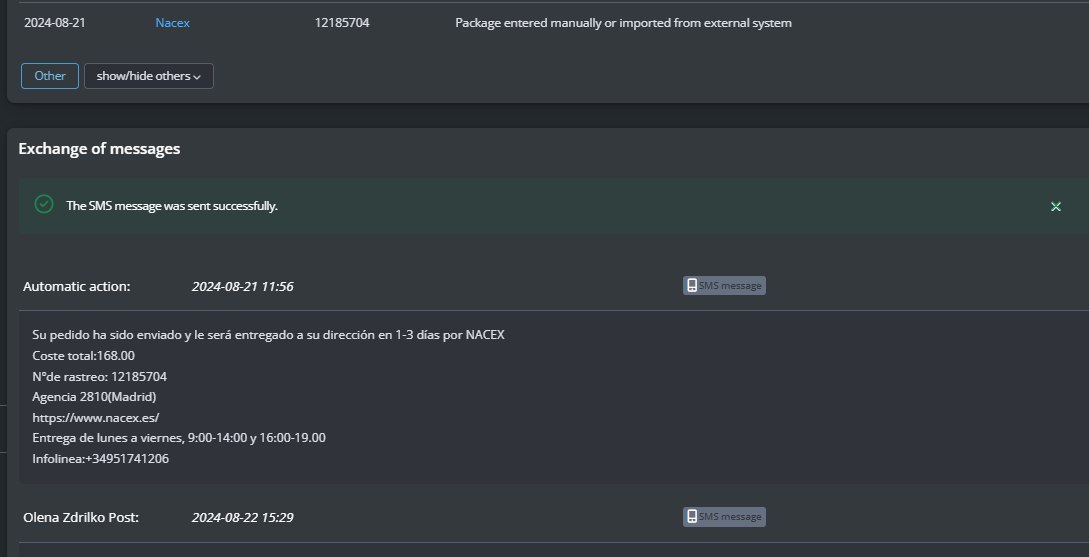 2024-08-21 Nacex 12185704 Package entered manually or imported from external system
Other show/hide others
Exchange of messages
The SMS message was sent successfully.
Automatic action: 2024-08-21 11:56 SMS message
Su pedido ha sido enviado y le será entregado a su dirección en 1-3 días por NACEX
Coste total:168.00
N°de rastreo: 12185704
Agencia 2810(Madrid)
https://www.nacex.es/
Entrega de lunes a viernes, 9:00-14:00 y 16:00-19.00
Infolinea:+34951741206
Olena Zdrilko Post: 2024-08-22 15:29 SMS message